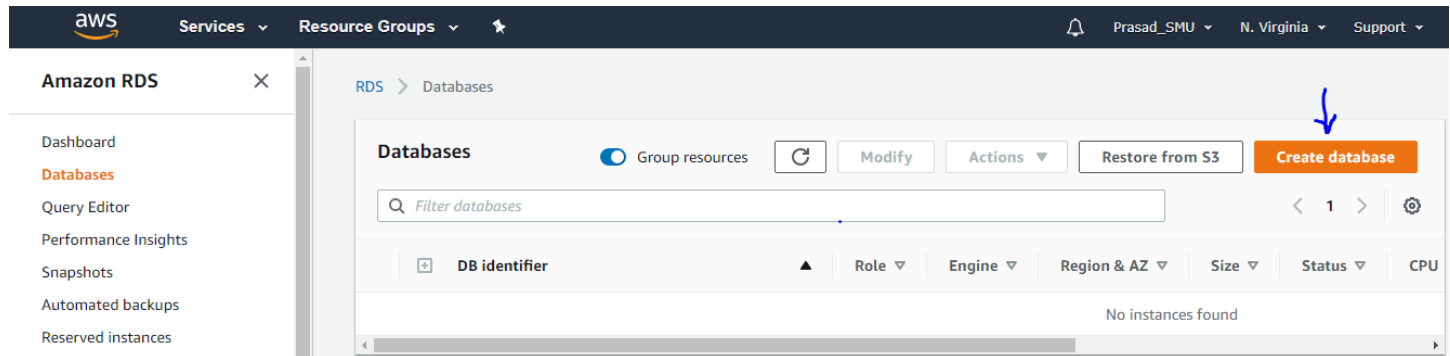 aws Services Resource Groups Prasad_SMU N. Virginia Support
Amazon RDS
RDS > Databases
Dashboard
Databases
Query Editor
Performance Insights
Snapshots
Automated backups
Reserved instances
Databases Group resources Modify Actions Restore from S3 Create database
Filter databases
< 1 >
DB identifier Role Engine Region & AZ Size Status CPU
No instances found